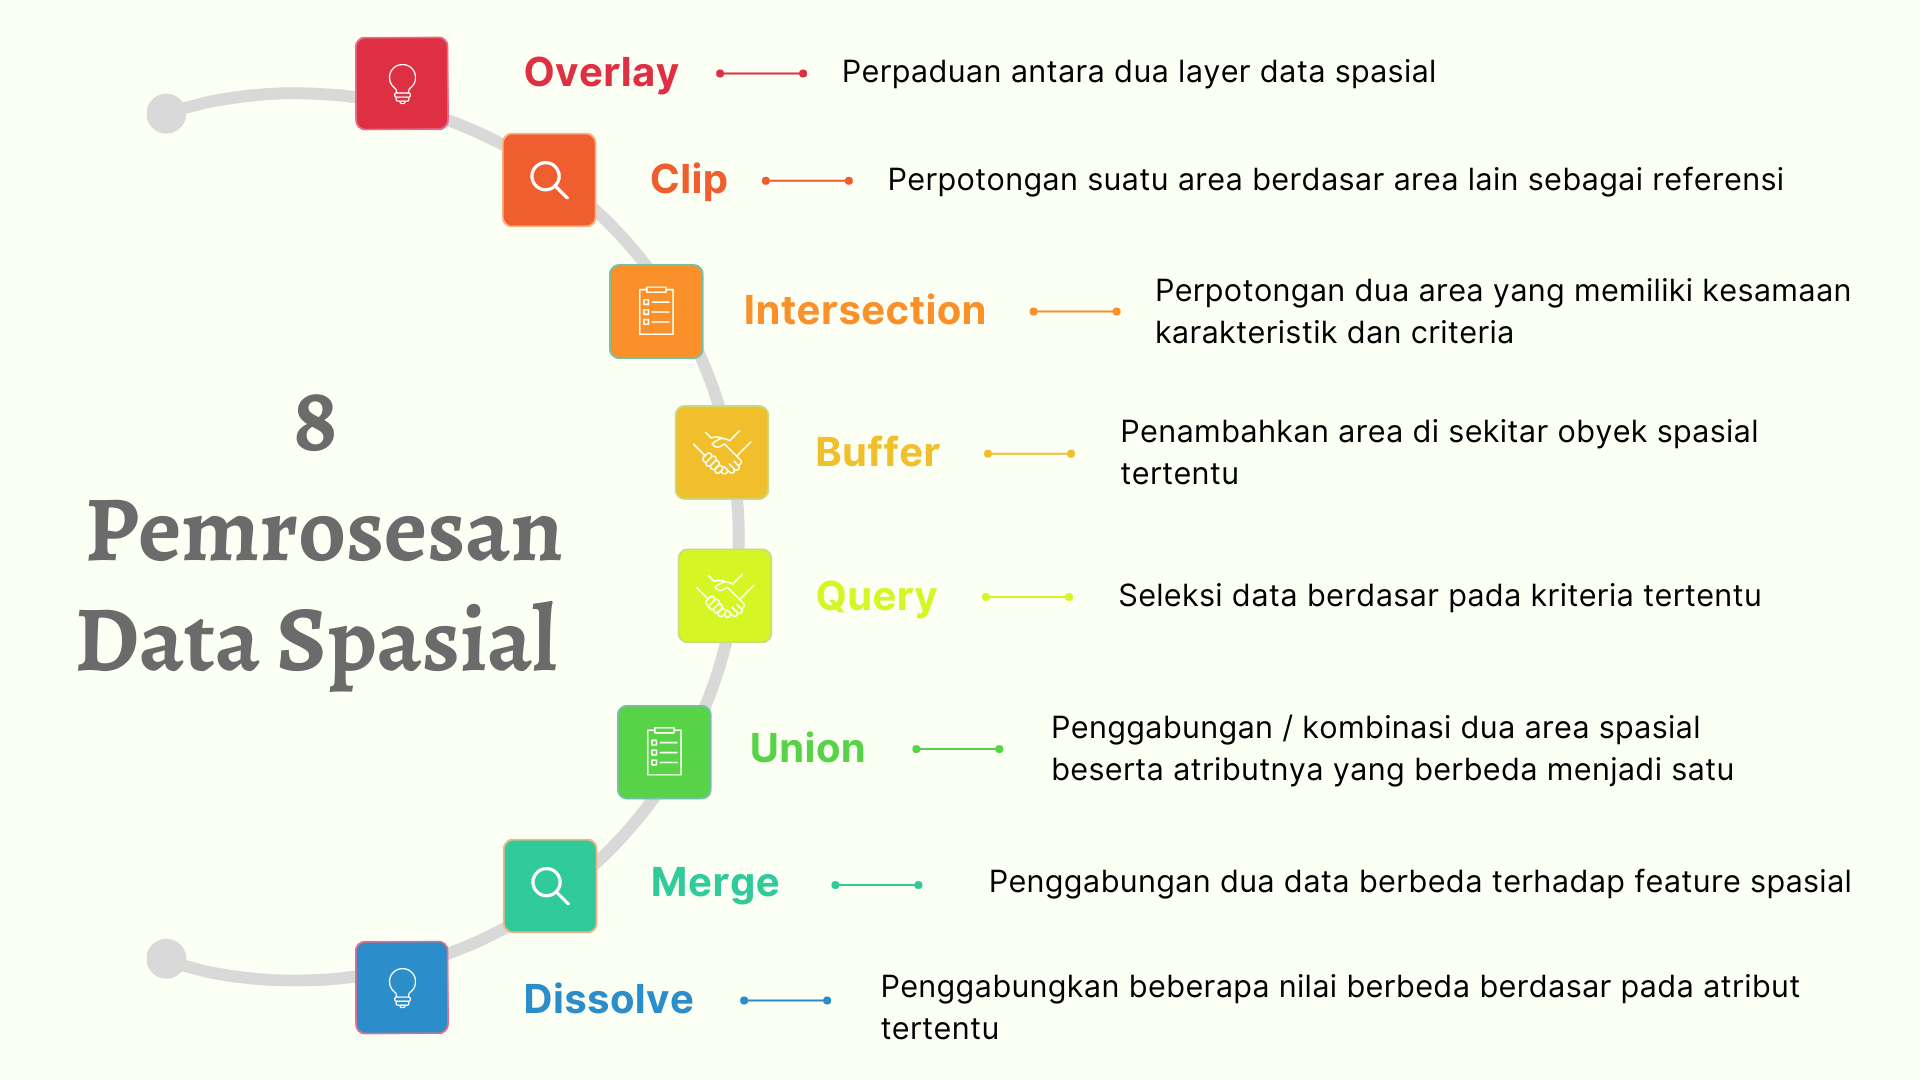 8
Pemrosesan
Data Spasial
Overlay
Perpaduan antara dua layer data spasial
Clip
Perpotongan suatu area berdasar area lain sebagai referensi
Intersection
Perpotongan dua area yang memiliki kesamaan
karakteristik dan criteria
Buffer
Penambahkan area di sekitar obyek spasial
tertentu
Query
Seleksi data berdasar pada kriteria tertentu
Union
Penggabungan / kombinasi dua area spasial
beserta atributnya yang berbeda menjadi satu
Merge
Penggabungan dua data berbeda terhadap feature spasial
Dissolve
Penggabungkan beberapa nilai berbeda berdasar pada atribut
tertentu